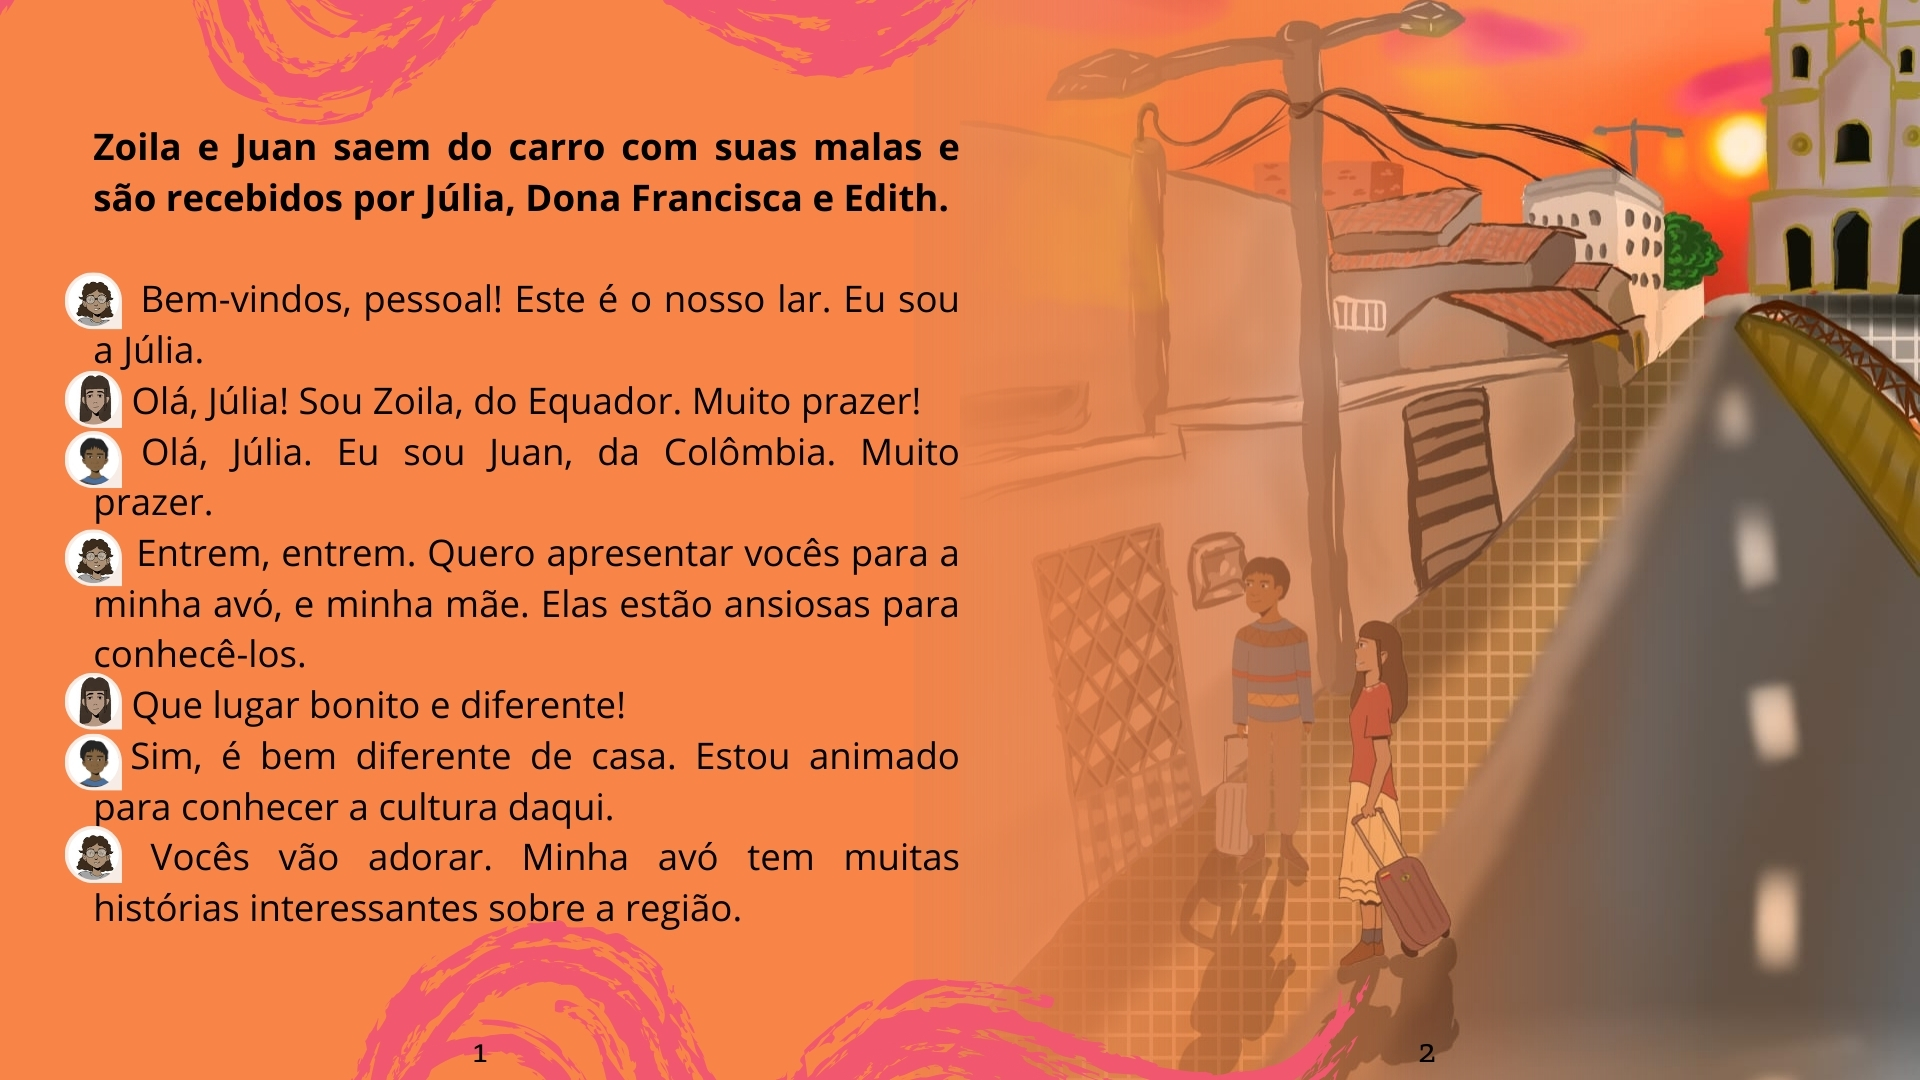 Zoila e Juan saem do carro com suas malas e
são recebidos por Júlia, Dona Francisca e Edith.
Bem-vindos, pessoal! Este é o nosso lar. Eu sou
a Júlia.
Olá, Júlia! Sou Zoila, do Equador. Muito prazer!
Olá, Júlia. Eu sou Juan, da Colômbia. Muito
prazer.
Entrem, entrem. Quero apresentar vocês para a
minha avó, e minha mãe. Elas estão ansiosas para
conhecê-los.
Que lugar bonito e diferente!
Sim, é bem diferente de casa. Estou animado
para conhecer a cultura daqui.
Vocês vão adorar. Minha avó tem muitas
histórias interessantes sobre a região.
1
2